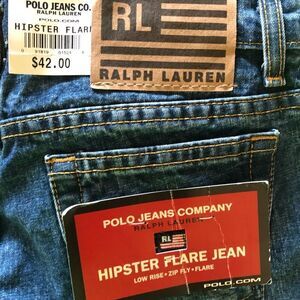 POLO JEANS CO.
RALPH LAUREN
POLO.COM
HIPSTER FLARE
$42.00
RL
RALPH LAUREN
POLO JEANS COMPANY
RALPH LAUREN
RL
HIPSTER FLARE JEAN
LOW RISE • ZIP FLY • FLARE
POLO.COM